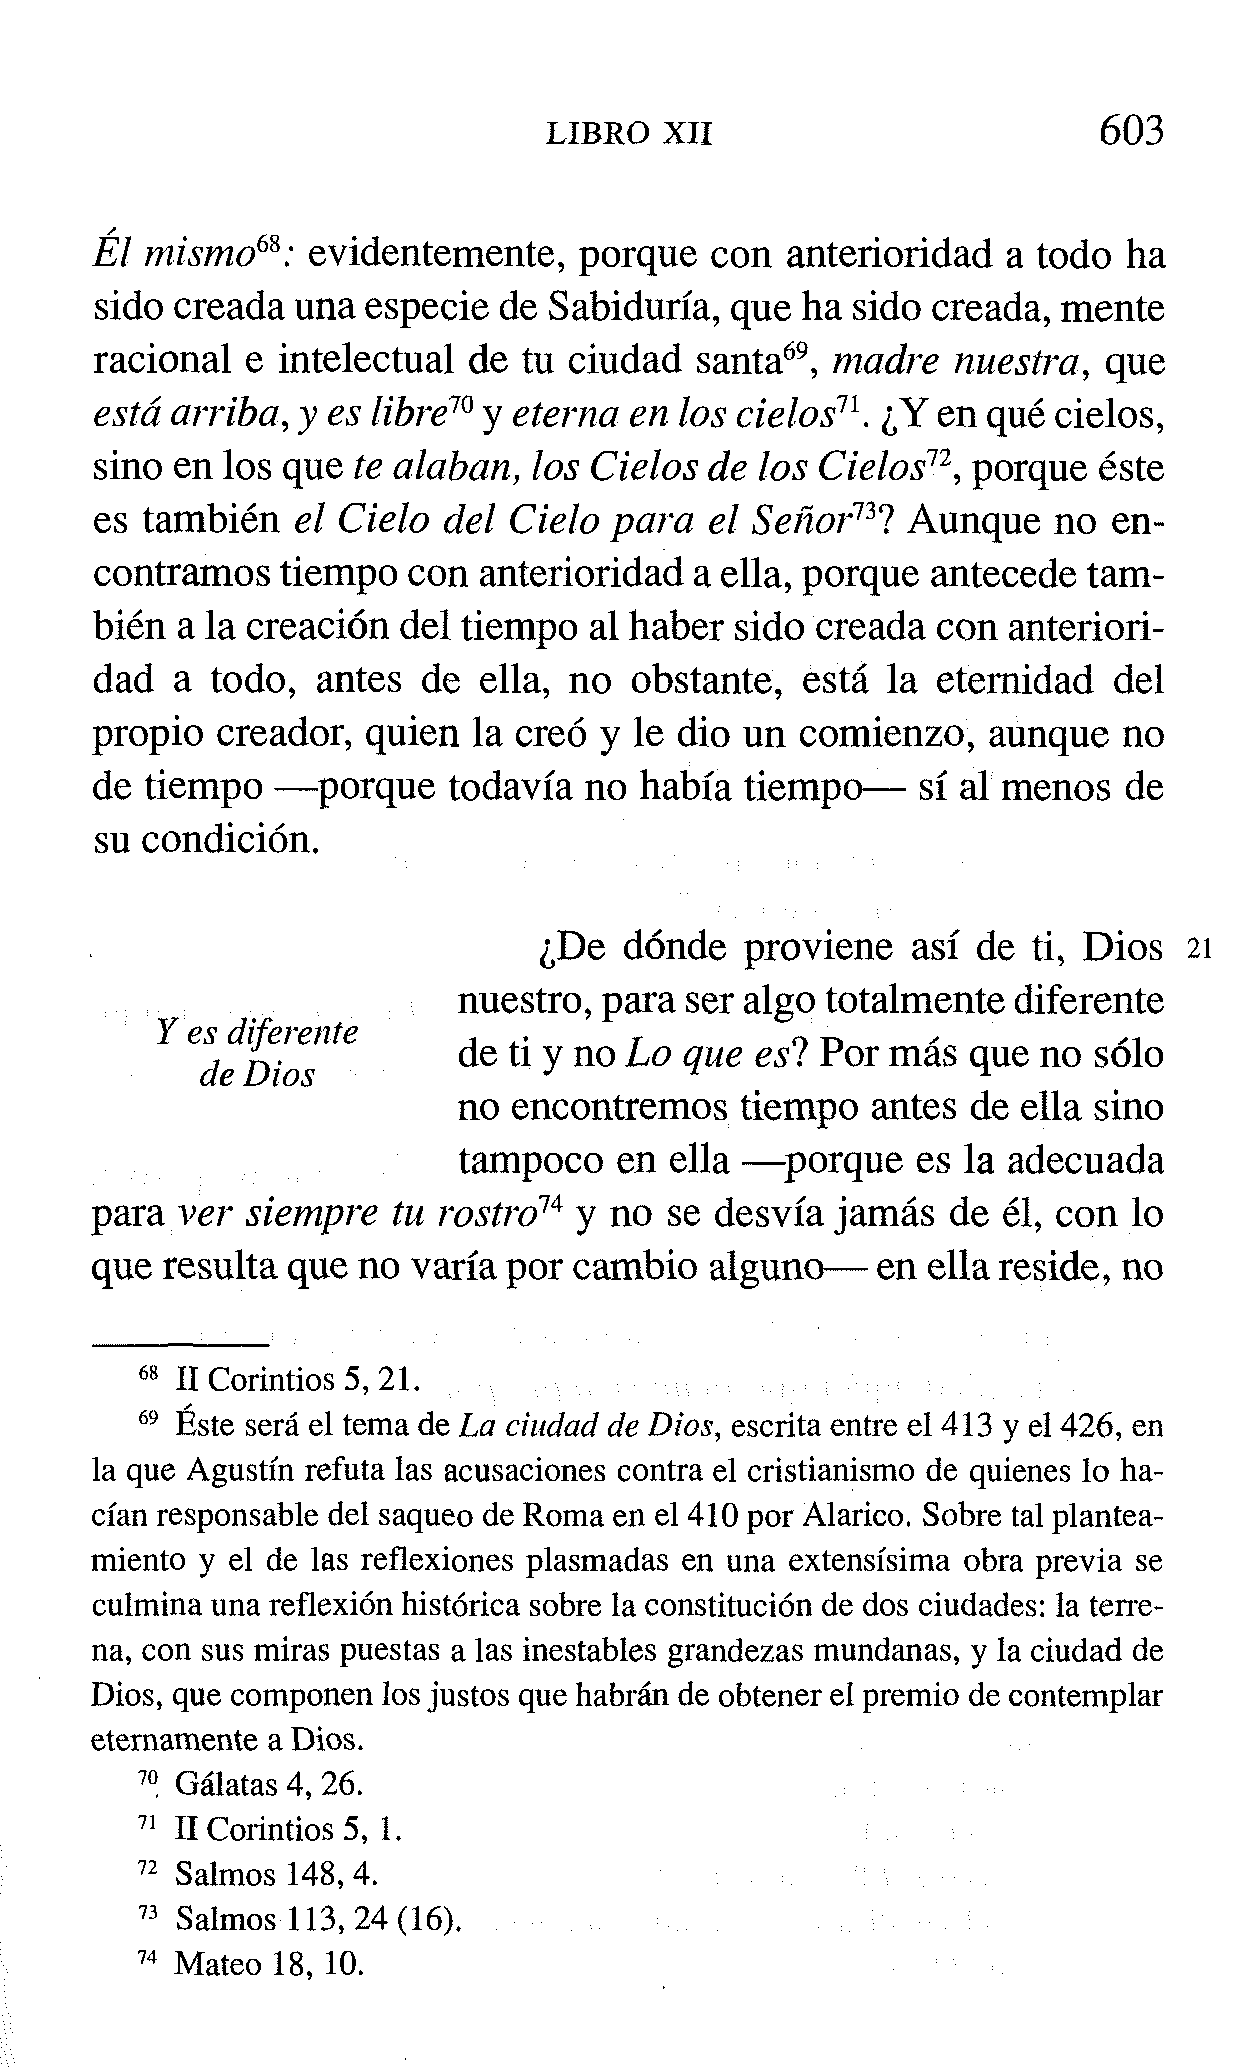 LIBRO XII 603
Él mismo⁶⁸: evidentemente, porque con anterioridad a todo ha
sido creada una especie de Sabiduría, que ha sido creada, mente
racional e intelectual de tu ciudad santa⁶⁹, madre nuestra, que
está arriba, y es libre⁷⁰ y eterna en los cielos⁷¹. ¿Y en qué cielos,
sino en los que te alaban, los Cielos de los Cielos⁷², porque éste
es también el Cielo del Cielo para el Señor⁷³? Aunque no en-
contramos tiempo con anterioridad a ella, porque antecede tam-
bién a la creación del tiempo al haber sido creada con anteriori-
dad a todo, antes de ella, no obstante, está la eternidad del
propio creador, quien la creó y le dio un comienzo, aunque no
de tiempo —porque todavía no había tiempo— sí al menos de
su condición.
¿De dónde proviene así de ti, Dios 21
nuestro, para ser algo totalmente diferente
Y es diferente
de Dios
de ti y no Lo que es? Por más que no sólo
no encontremos tiempo antes de ella sino
tampoco en ella —porque es la adecuada
para ver siempre tu rostro⁷⁴ y no se desvía jamás de él, con lo
que resulta que no varía por cambio alguno— en ella reside, no
⁶⁸ II Corintios 5, 21.
⁶⁹ Éste será el tema de La ciudad de Dios, escrita entre el 413 y el 426, en
la que Agustín refuta las acusaciones contra el cristianismo de quienes lo ha-
cían responsable del saqueo de Roma en el 410 por Alarico. Sobre tal plantea-
miento y el de las reflexiones plasmadas en una extensísima obra previa se
culmina una reflexión histórica sobre la constitución de dos ciudades: la terre-
na, con sus miras puestas a las inestables grandezas mundanas, y la ciudad de
Dios, que componen los justos que habrán de obtener el premio de contemplar
eternamente a Dios.
⁷⁰ Gálatas 4, 26.
⁷¹ II Corintios 5, 1.
⁷² Salmos 148, 4.
⁷³ Salmos 113, 24 (16).
⁷⁴ Mateo 18, 10.